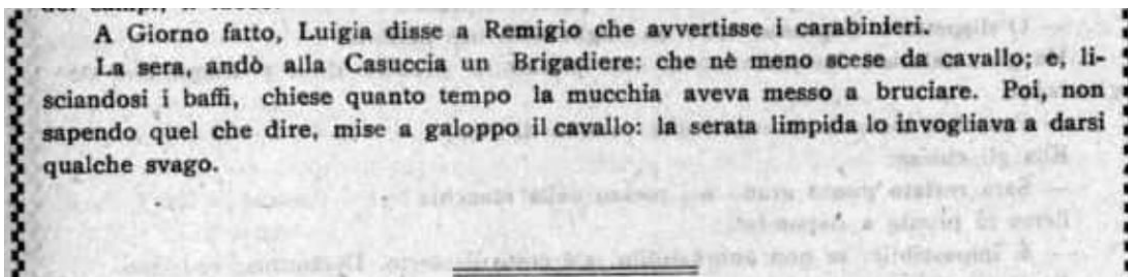 A Giorno fatto, Luigia disse a Remigio che avvertisse i carabinieri.
La sera, andò alla Casuccia un Brigadiere: che nè meno scese da cavallo; e, li-
sciandosi i baffi, chiese quanto tempo la mucchia aveva messo a bruciare. Poi, non
sapendo quel che dire, mise a galoppo il cavallo: la serata limpida lo invogliava a darsi
qualche svago.